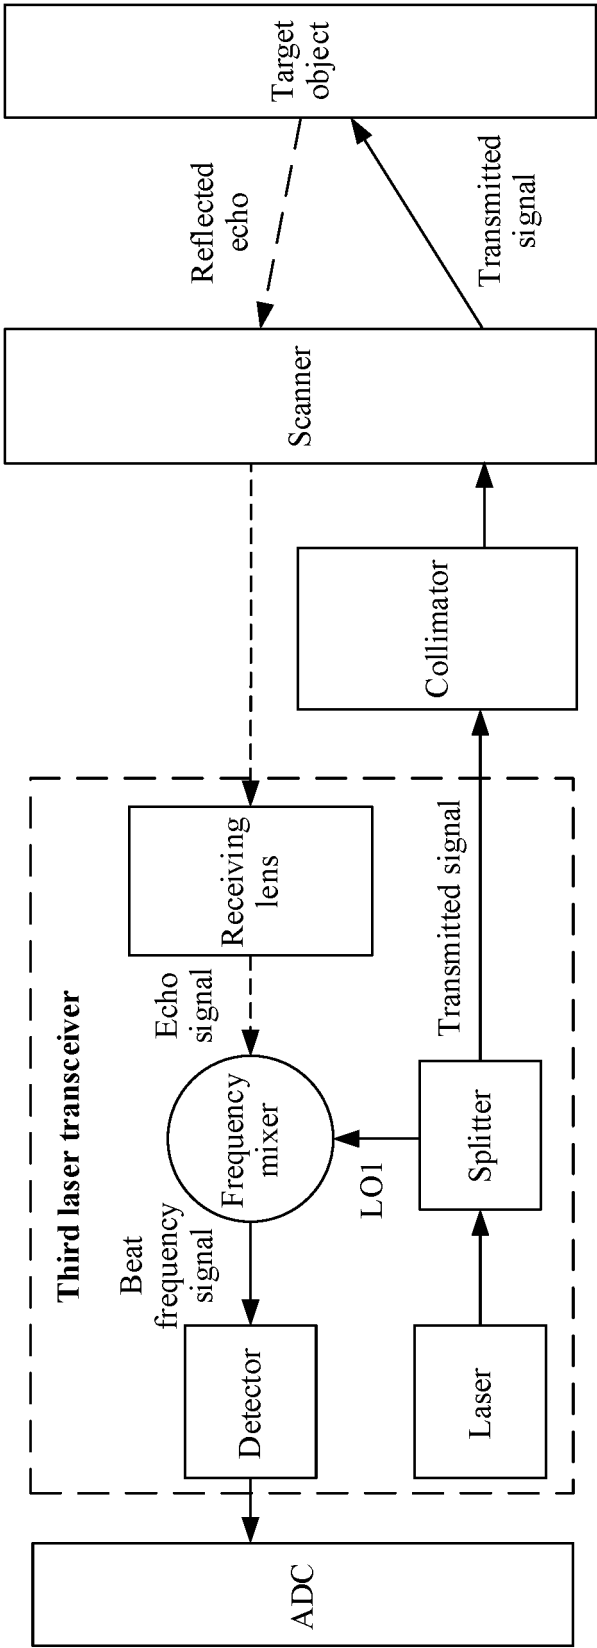 Third laser transceiver
ADC
Detector
Beat
frequency
signal
Frequency
mixer
Echo
signal
Receiving
lens
Reflected
echo
Laser
Splitter
LO1
Transmitted signal
Collimator
Scanner
Transmitted
signal
Target
object